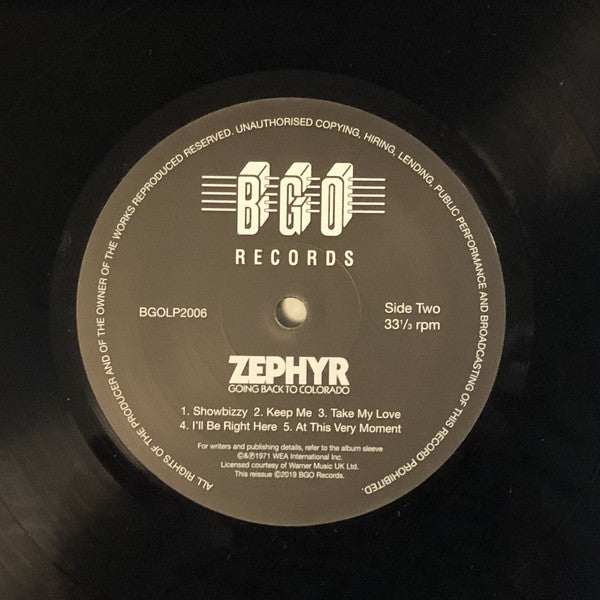 ALL RIGHTS OF THE PRODUCER AND OF THE OWNER OF THE WORKS REPRODUCED RESERVED. UNAUTHORISED COPYING, HIRING, LENDING, PUBLIC PERFORMANCE AND BROADCASTING OF THIS RECORD PROHIBITED.
BGO
RECORDS
BGOLP2006
Side Two
33⅓ rpm
ZEPHYR
GOING BACK TO COLORADO
1. Showbizzy 2. Keep Me 3. Take My Love
4. I'll Be Right Here 5. At This Very Moment
For writers and publishing details, refer to the album sleeve
©&℗1971 WEA International Inc.
Licensed courtesy of Warner Music UK Ltd.
This reissue ©2019 BGO Records.